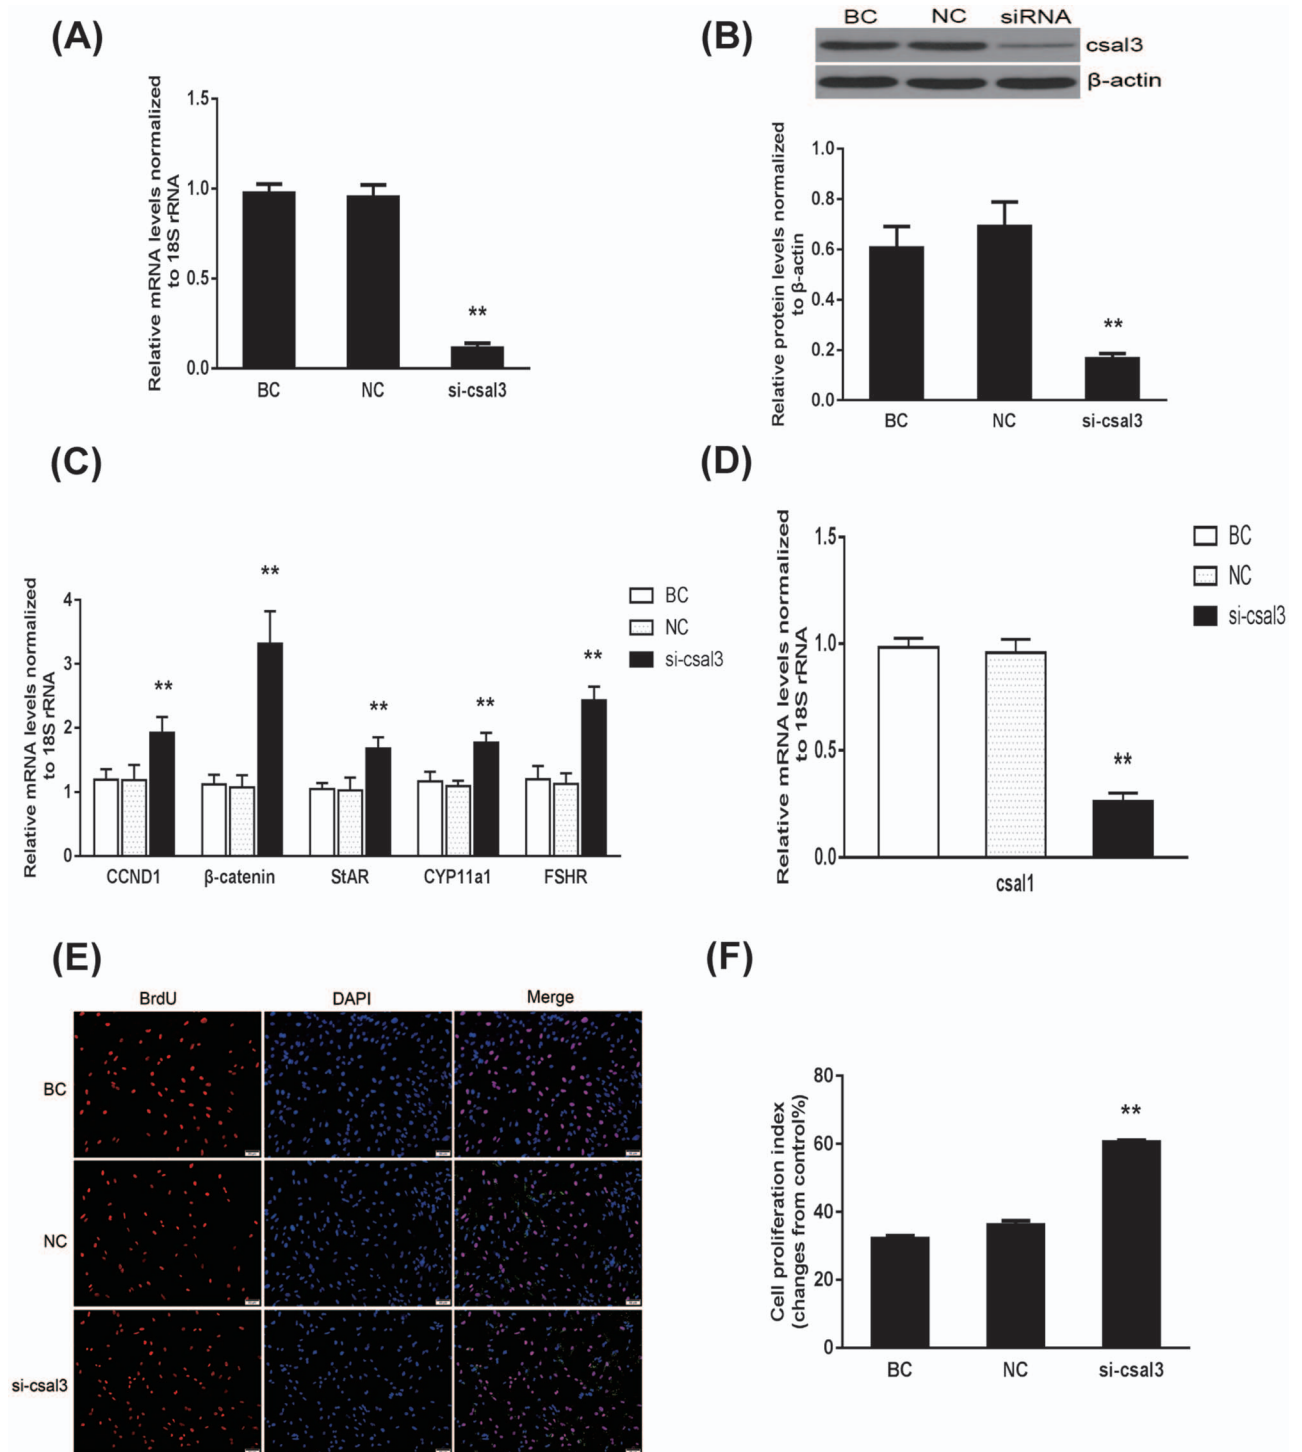 (A)
Relative mRNA levels normalized
to 18S rRNA
1.5
1.0
0.5
0.0
**
BC NC si-csal3
(B)
BC NC siRNA
csal3
β-actin
Relative protein levels normalized
to β-actin
1.0
0.8
0.6
0.4
0.2
0.0
**
BC NC si-csal3
(C)
Relative mRNA levels normalized
to 18S rRNA
4
3
2
1
0
** ** ** ** **
CCND1 β-catenin StAR CYP11a1 FSHR
BC
NC
si-csal3
(D)
Relative mRNA levels normalized
to 18S rRNA
1.5
1.0
0.5
0.0
**
csal1
BC
NC
si-csal3
(E)
BrdU DAPI Merge
BC
NC
si-csal3
(F)
Cell proliferation index
(changes from control%)
80
60
40
20
0
**
BC NC si-csal3